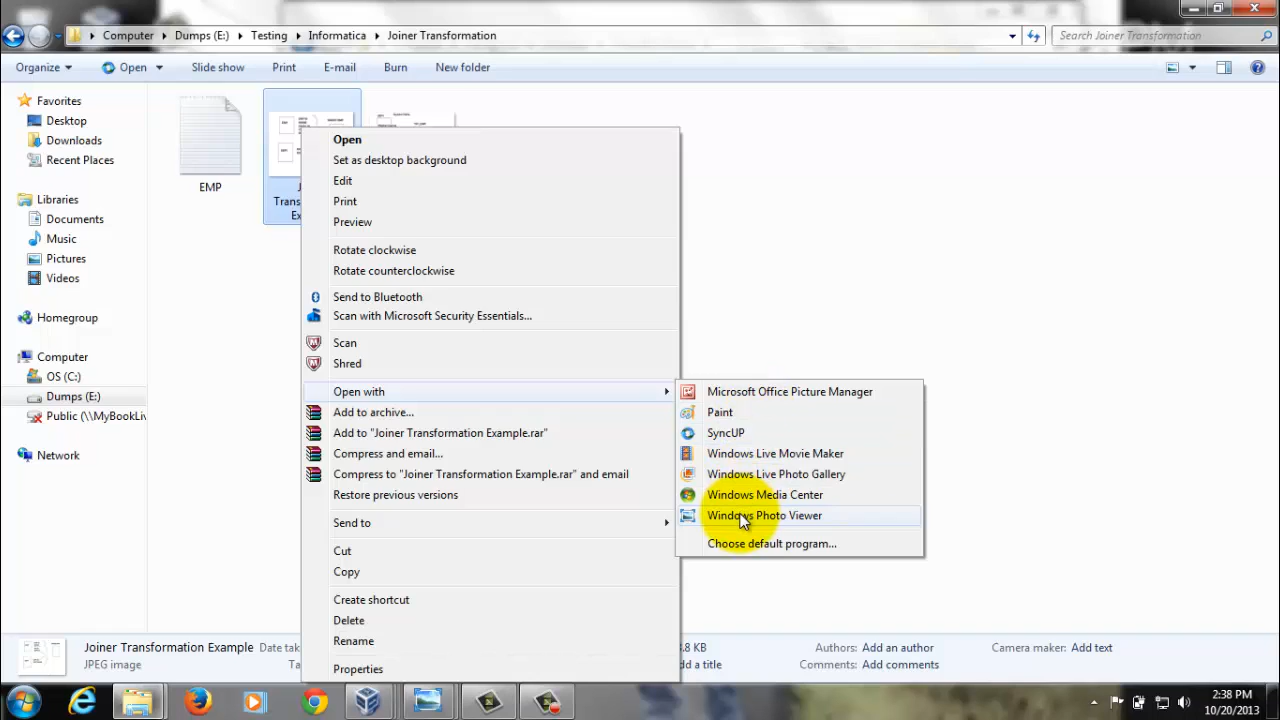 Computer Dumps (E:) Testing Informatica Joiner Transformation
Search Joiner Transformation
Organize Open Slide show Print E-mail Burn New folder
Favorites
Desktop
Downloads
Recent Places
Libraries
Documents
Music
Pictures
Videos
Homegroup
Computer
OS (C:)
Dumps (E:)
Public (\\MyBookLiv
Network
EMP
Open
Set as desktop background
Edit
Print
Preview
Rotate clockwise
Rotate counterclockwise
Send to Bluetooth
Scan with Microsoft Security Essentials...
Scan
Shred
Open with
Add to archive...
Add to "Joiner Transformation Example.rar"
Compress and email...
Compress to "Joiner Transformation Example.rar" and email
Restore previous versions
Send to
Cut
Copy
Create shortcut
Delete
Rename
Properties
Microsoft Office Picture Manager
Paint
SyncUP
Windows Live Movie Maker
Windows Live Photo Gallery
Windows Media Center
Windows Photo Viewer
Choose default program...
Joiner Transformation Example Date take
JPEG image
8 KB
Authors: Add an author
Camera maker: Add text
d a title
Comments: Add comments
2:38 PM
10/20/2013